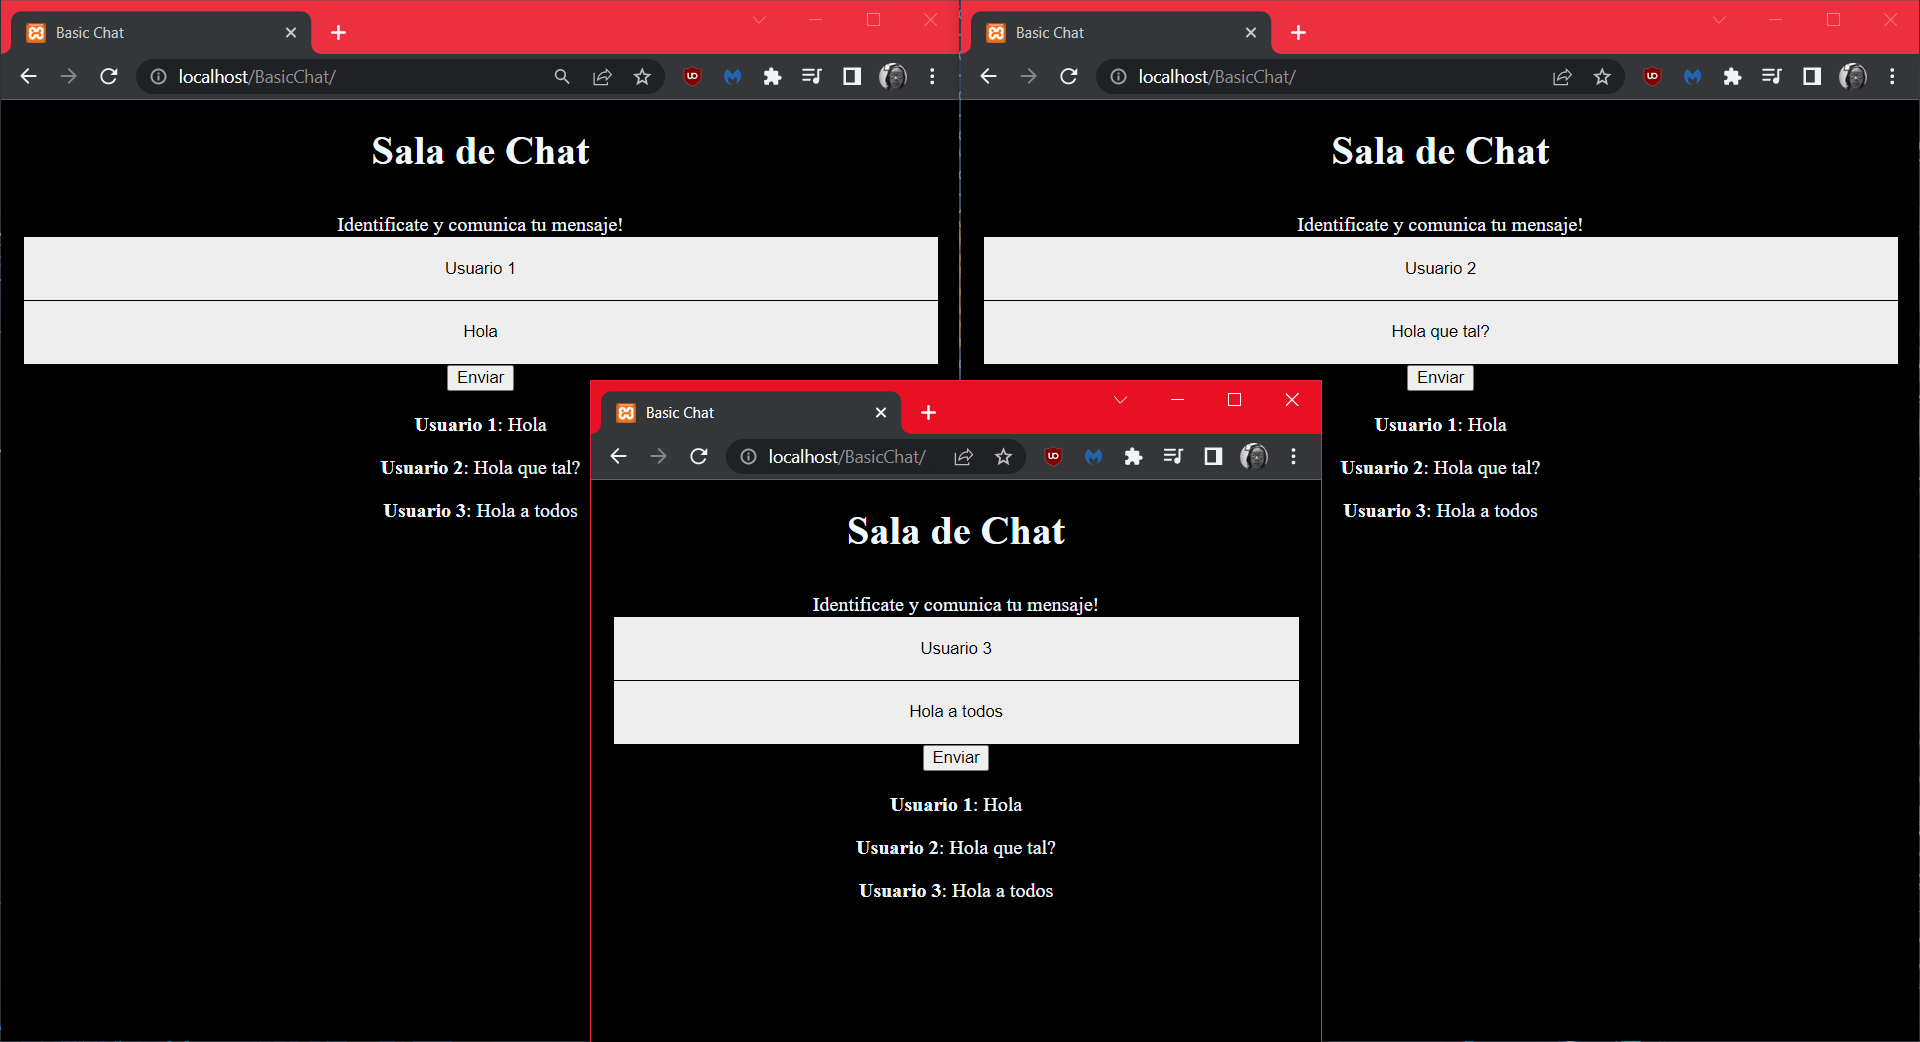 Basic Chat
localhost/BasicChat/
Sala de Chat
Identificate y comunica tu mensaje!
Usuario 1
Hola
Enviar
Usuario 1: Hola
Usuario 2: Hola que tal?
Usuario 3: Hola a todos
Basic Chat
localhost/BasicChat/
Sala de Chat
Identificate y comunica tu mensaje!
Usuario 2
Hola que tal?
Enviar
Usuario 1: Hola
Usuario 2: Hola que tal?
Usuario 3: Hola a todos
Basic Chat
localhost/BasicChat/
Sala de Chat
Identificate y comunica tu mensaje!
Usuario 3
Hola a todos
Enviar
Usuario 1: Hola
Usuario 2: Hola que tal?
Usuario 3: Hola a todos